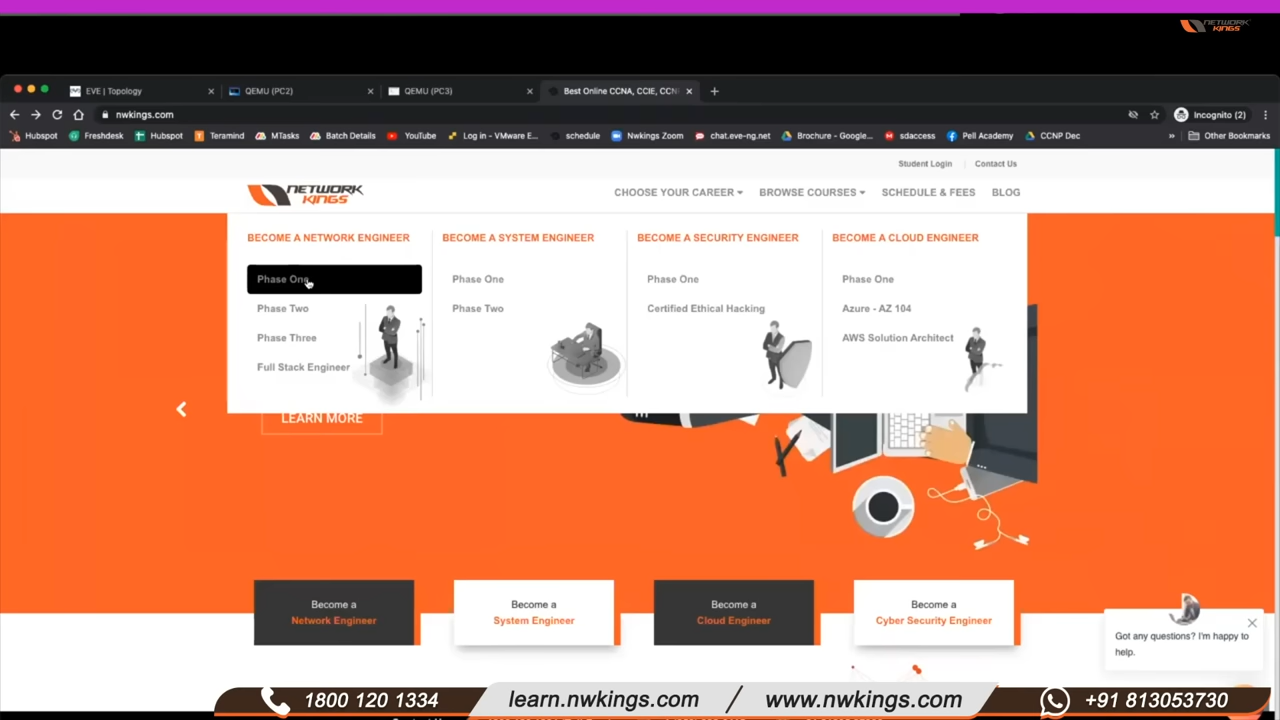 NETWORK
KINGS
EVE | Topology
QEMU (PC2)
QEMU (PC3)
Best Online CCNA, CCIE, CCN
nwkings.com
Incognito (2)
Hubspot
Freshdesk
Hubspot
Teramind
MTasks
Batch Details
YouTube
Log in - VMware E...
schedule
Nwkings Zoom
chat.eve-ng.net
Brochure - Google...
sdaccess
Pell Academy
CCNP Dec
»
Other Bookmarks
Student Login
Contact Us
NETWORK
KINGS
CHOOSE YOUR CAREER
BROWSE COURSES
SCHEDULE & FEES
BLOG
BECOME A NETWORK ENGINEER
Phase One
Phase Two
Phase Three
Full Stack Engineer
BECOME A SYSTEM ENGINEER
Phase One
Phase Two
BECOME A SECURITY ENGINEER
Phase One
Certified Ethical Hacking
BECOME A CLOUD ENGINEER
Phase One
Azure - AZ 104
AWS Solution Architect
LEARN MORE
Become a
Network Engineer
Become a
System Engineer
Become a
Cloud Engineer
Become a
Cyber Security Engineer
Got any questions? I'm happy to
help.
1800 120 1334
learn.nwkings.com / www.nwkings.com
+91 813053730